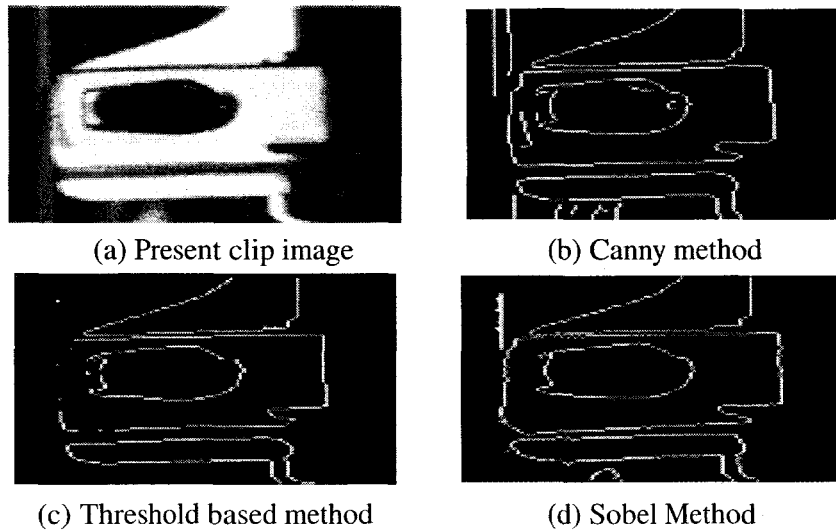 (a) Present clip image
(b) Canny method
(c) Threshold based method
(d) Sobel Method